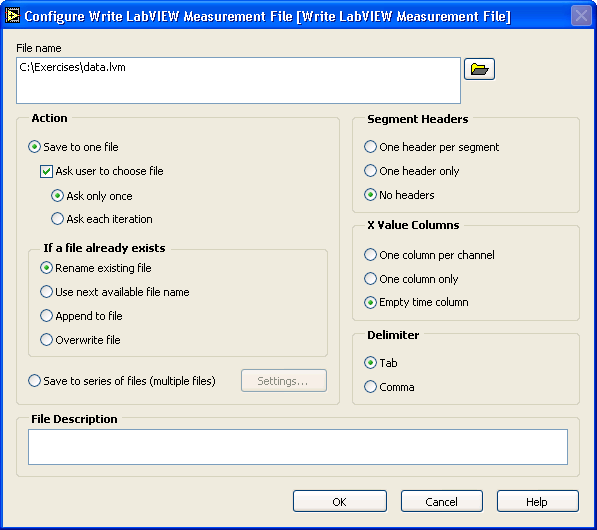 Configure Write LabVIEW Measurement File [Write LabVIEW Measurement File]
File name
C:\Exercises\data.lvm
Action
Save to one file
Ask user to choose file
Ask only once
Ask each iteration
If a file already exists
Rename existing file
Use next available file name
Append to file
Overwrite file
Save to series of files (multiple files)
Settings...
Segment Headers
One header per segment
One header only
No headers
X Value Columns
One column per channel
One column only
Empty time column
Delimiter
Tab
Comma
File Description
OK
Cancel
Help